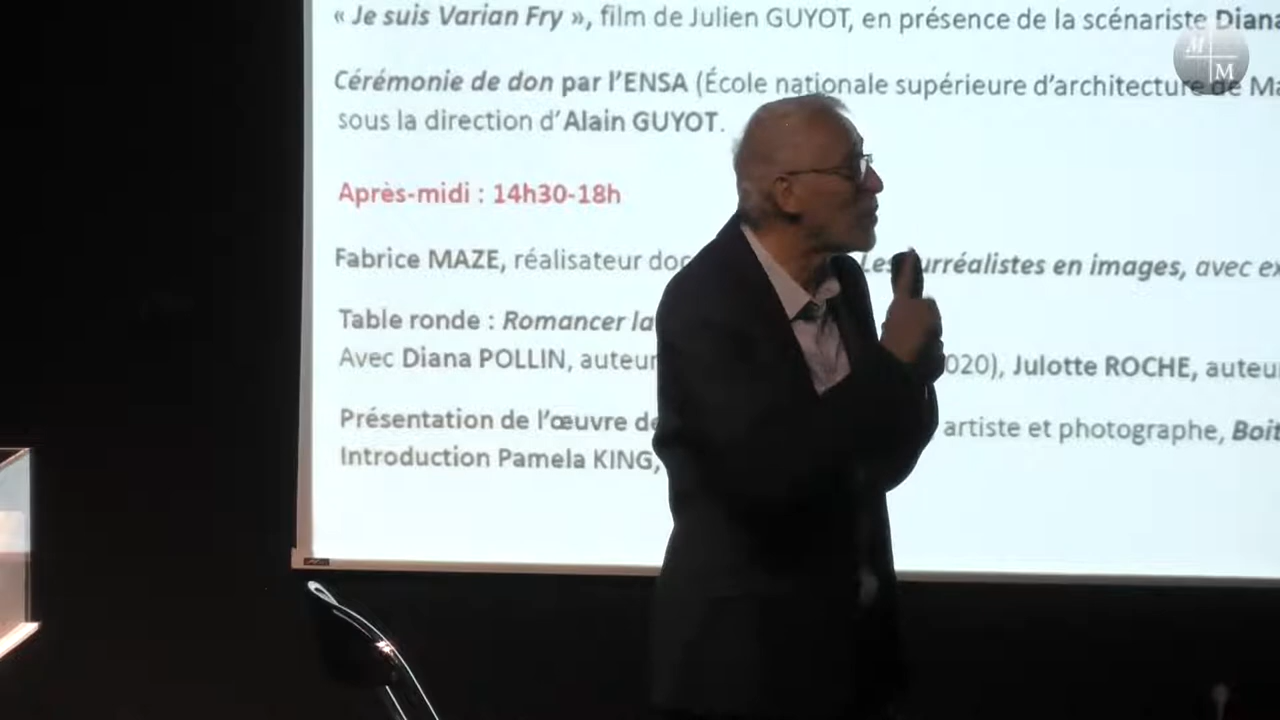 « Je suis Varian Fry », film de Julien GUYOT, en présence de la scénariste Diana
Cérémonie de don par l'ENSA (École nationale supérieure d'architecture de Ma
sous la direction d'Alain GUYOT.
Après-midi : 14h30-18h
Fabrice MAZE, réalisateur doc Les surréalistes en images, avec ex
Table ronde : Romancer la
Avec Diana POLLIN, auteur 020), Julotte ROCHE, auteu
Présentation de l'œuvre de artiste et photographe, Boit
Introduction Pamela KING,
M
M